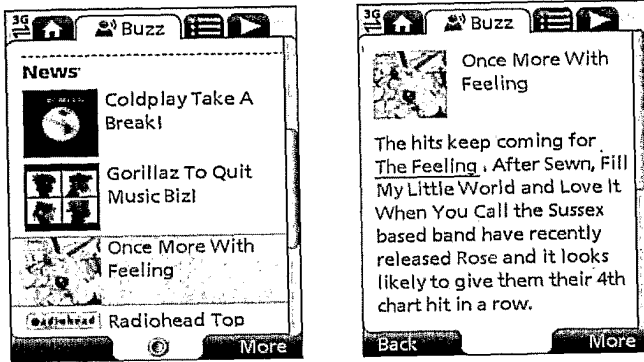 3G
Buzz
News
Coldplay Take A
Break!
Gorillaz To Quit
Music Biz!
Once More With
Feeling
Radiohead
Radiohead Top
More
3G
Buzz
Once More With
Feeling
The hits keep coming for
The Feeling . After Sewn, Fill
My Little World and Love It
When You Call the Sussex
based band have recently
released Rose and it looks
likely to give them their 4th
chart hit in a row.
Back
More